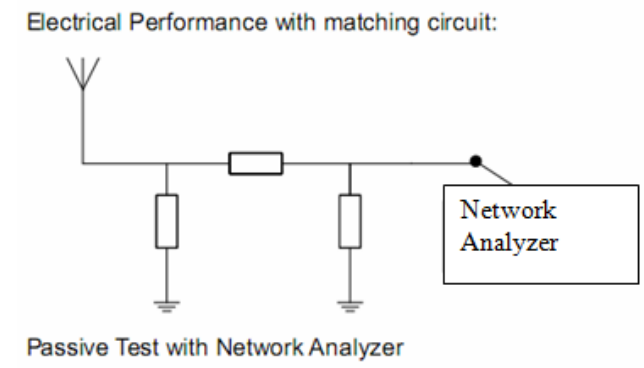 Electrical Performance with matching circuit:
Network
Analyzer
Passive Test with Network Analyzer